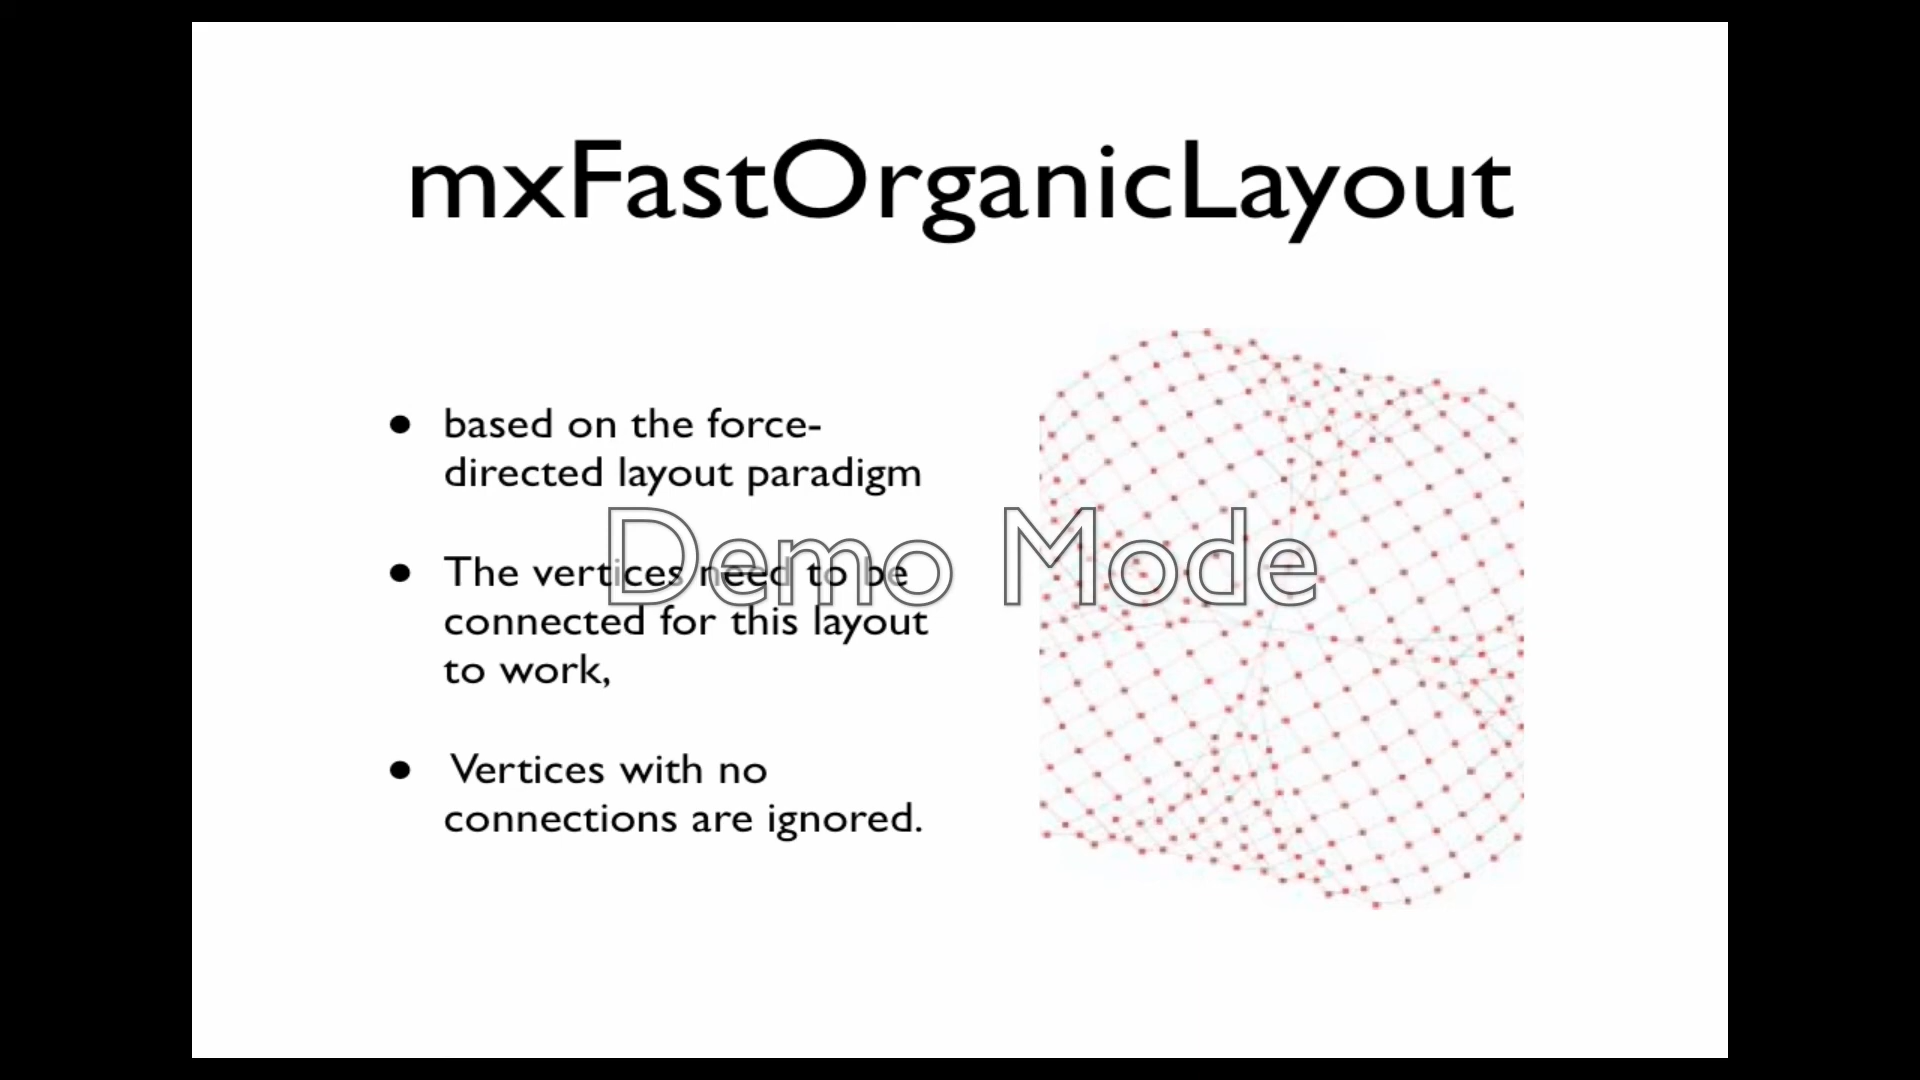 mxFastOrganicLayout
• based on the force-
directed layout paradigm
• The vertices need to be
connected for this layout
to work,
• Vertices with no
connections are ignored.
Demo Mode